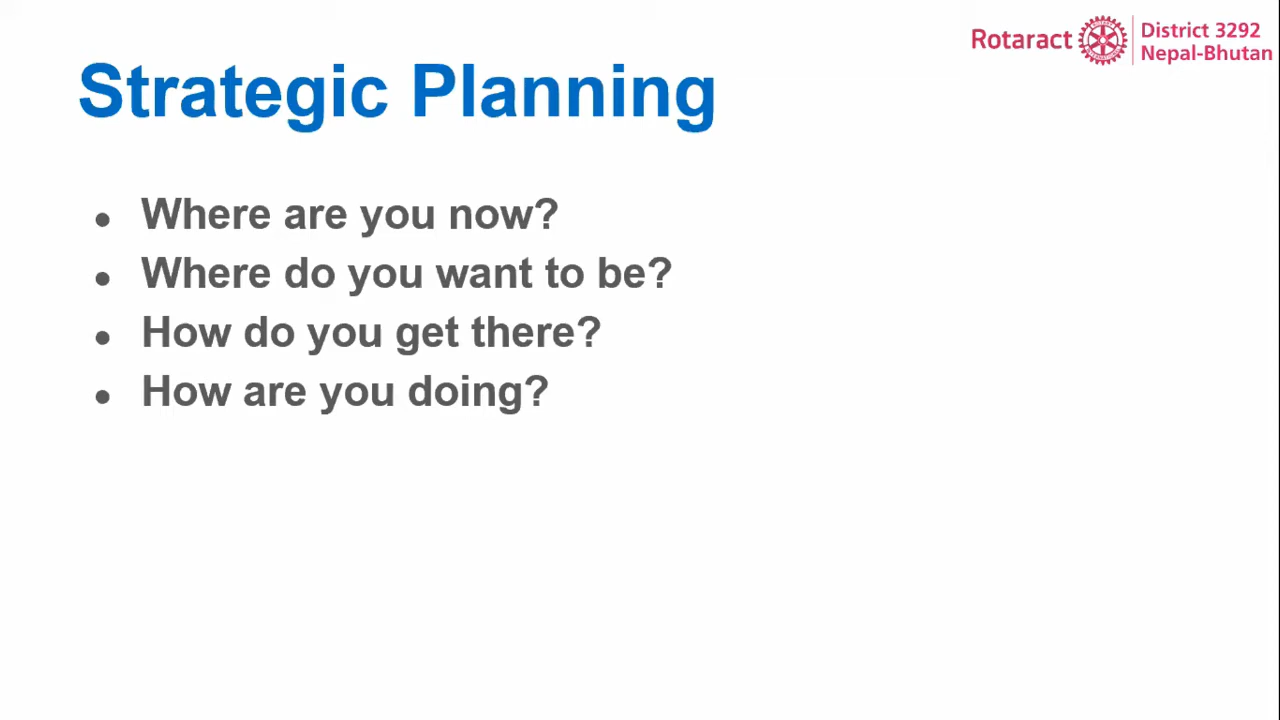 Rotaract
District 3292
Nepal-Bhutan
Strategic Planning
● Where are you now?
● Where do you want to be?
● How do you get there?
● How are you doing?